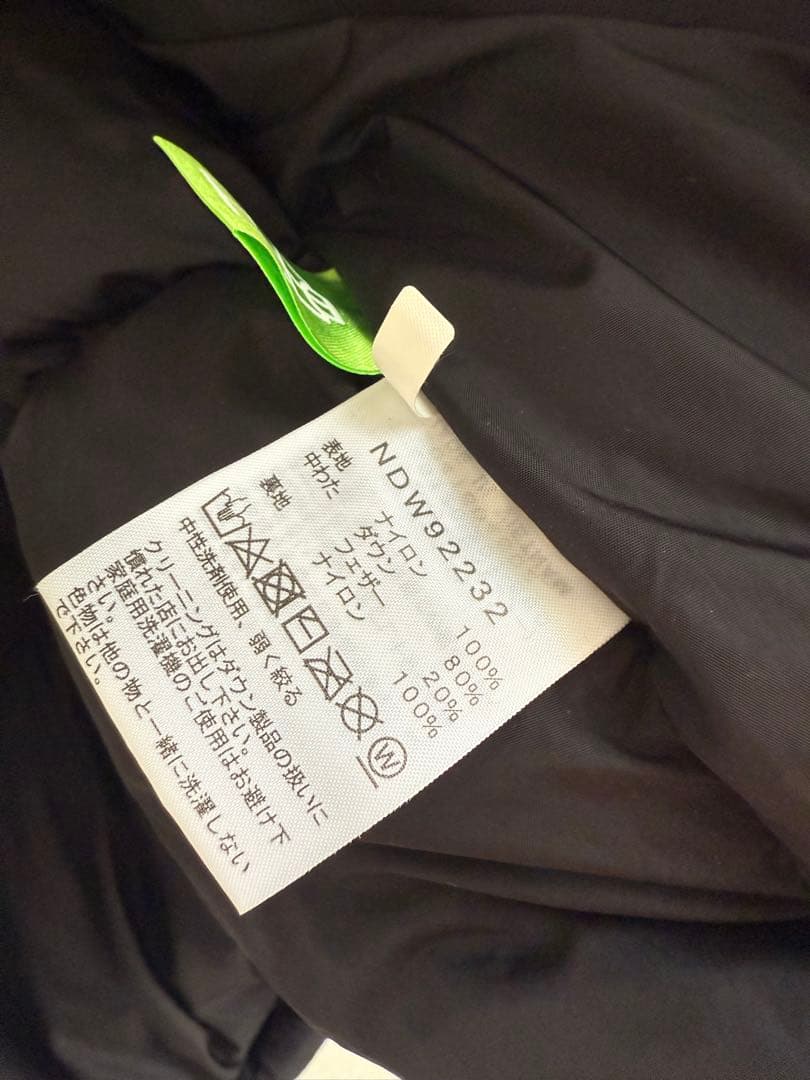 NDW92232
表地 ナイロン 100%
中わた ダウン 80%
フェザー 20%
裏地 ナイロン 100%
W
中性洗剤使用、弱く絞る
クリーニングはダウン製品の扱いに
慣れた店にお出し下さい。
家庭用洗濯機のご使用はお避け下
さい。
色物は他の物と一緒に洗濯しない
で下さい。